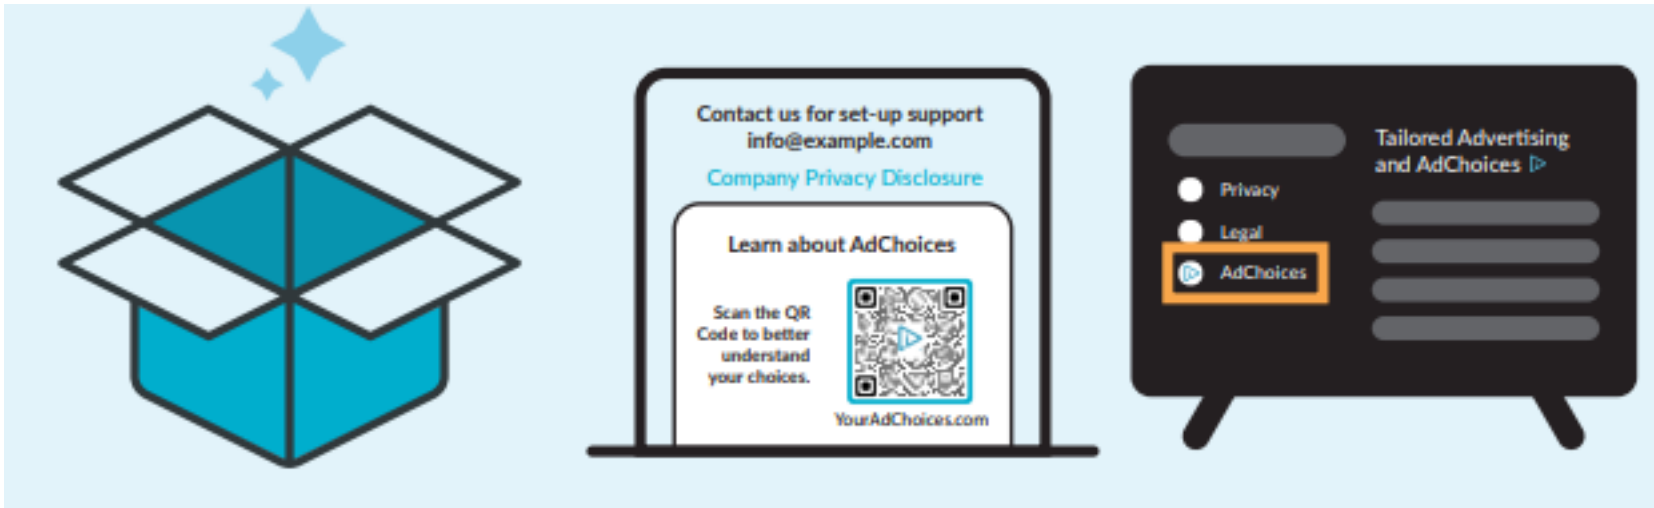 Contact us for set-up support
info@example.com
Company Privacy Disclosure
Learn about AdChoices
Scan the QR
Code to better
understand
your choices.
YourAdChoices.com
Tailored Advertising
and AdChoices
Privacy
Legal
AdChoices